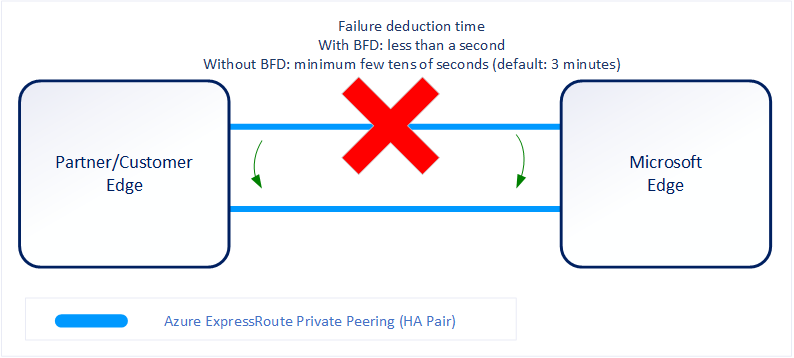 Failure deduction time
With BFD: less than a second
Without BFD: minimum few tens of seconds (default: 3 minutes)
Partner/Customer
Edge
Microsoft
Edge
Azure ExpressRoute Private Peering (HA Pair)